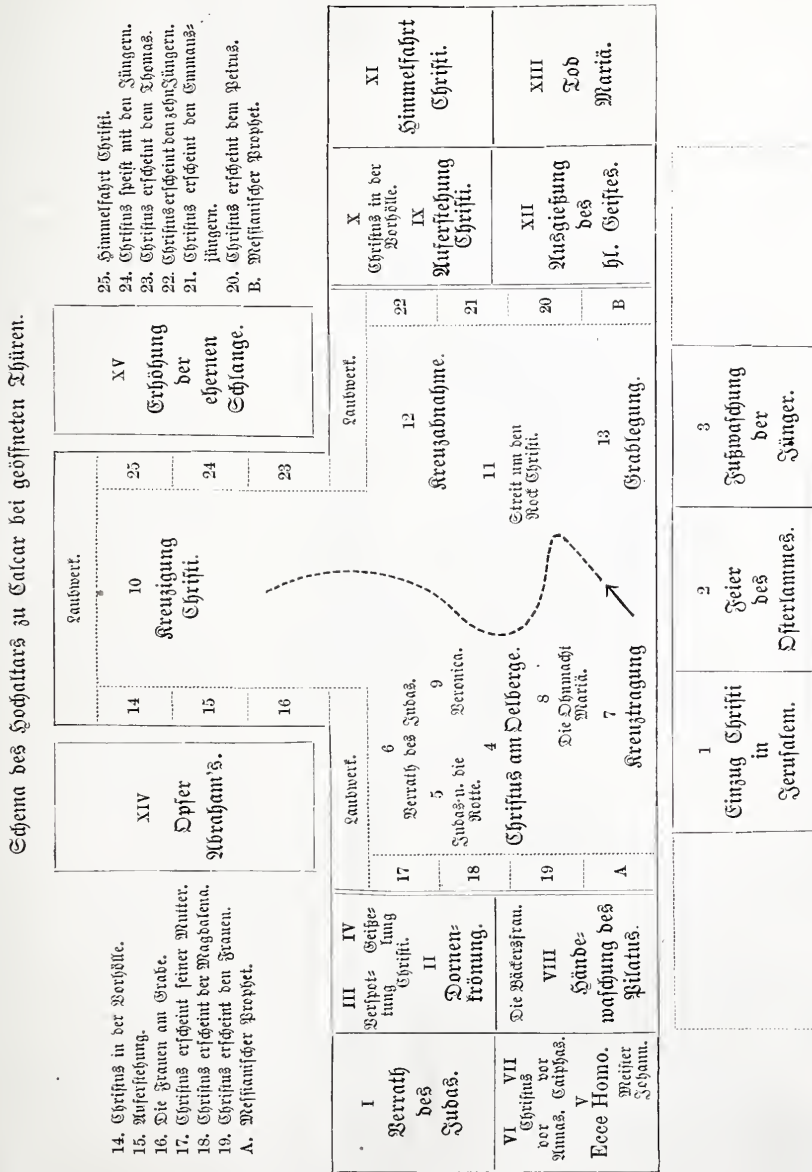 Schema des Hochaltars zu Calcar bei geöffneten Thüren.
14. Christus in der Vorhölle.
15. Auferstehung.
16. Die Frauen am Grabe.
17. Christus erscheint seiner Mutter.
18. Christus erscheint der Magdalena.
19. Christus erscheint den Frauen.
A. Messianischer Prophet.
XIV
Opfer
Abraham's.
Laubwerk.
14
15
16
10
Kreuzigung
Christi.
25
24
23
XV
Erhöhung
der
ehernen
Schlange.
25. Himmelfahrt Christi.
24. Christus speist mit den Jüngern.
23. Christus erscheint dem Thomas.
22. Christus erscheint den zehn Jüngern.
21. Christus erscheint den Emmaus=
jüngern.
20. Christus erscheint dem Petrus.
B. Messianischer Prophet.
I
Verrath
des
Judas.
III IV
Verspot= Geiße=
tung lung
Christi.
II
Dornen=
krönung.
VI VII
Christus
vor vor
Annas. Caiphas.
V
Ecce Homo.
Meister
Johann.
Die Bäckersfrau.
VIII
Hände=
waschung des
Pilatus.
Laubwerk.
17
18
19
A
6
Verrath des Judas.
5
Judas u. die
Rotte.
9
Veronica.
4
Christus am Oelberge.
8
Die Ohnmacht
Mariä.
7
Kreuztragung
Laubwerk.
12
Kreuzabnahme.
11
Streit um den
Rock Christi.
13
Grablegung.
22
21
20
B
X
Christus in der
Vorhölle.
IX
Auferstehung
Christi.
XI
Himmelfahrt
Christi.
XII
Ausgießung
des
hl. Geistes.
XIII
Tod
Mariä.
1
Einzug Christi
in
Jerusalem.
2
Feier
des
Osterlammes.
3
Fußwaschung
der
Jünger.